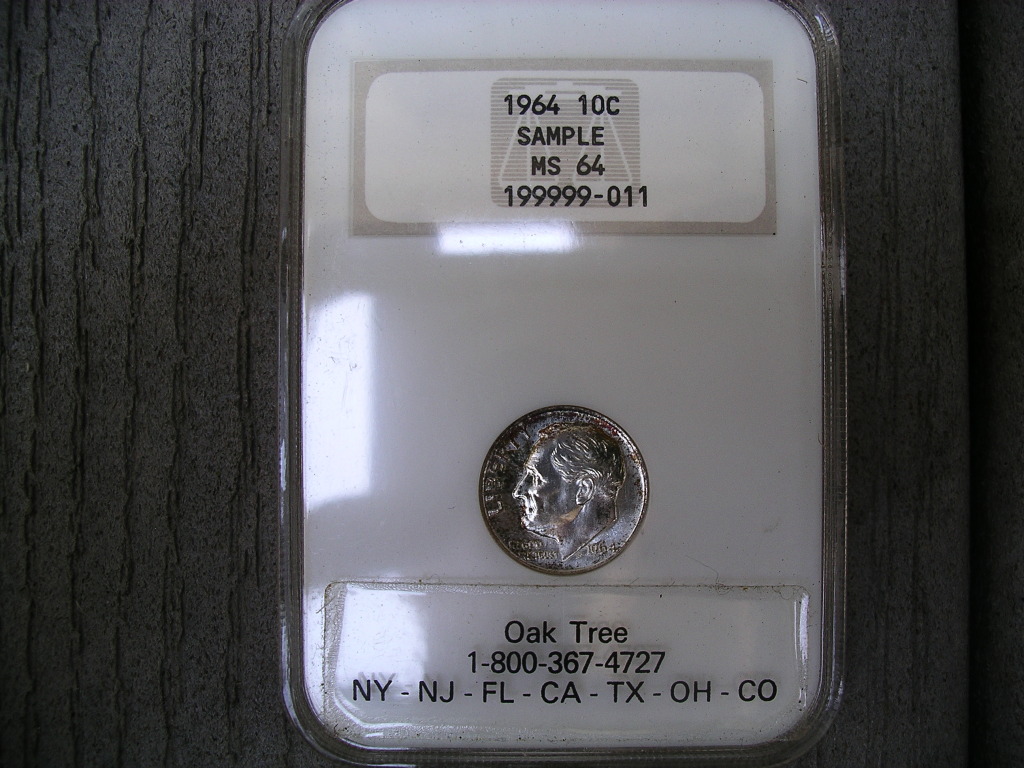 1964 10C
SAMPLE
MS 64
199999-011
LIBERTY
1964
Oak Tree
1-800-367-4727
NY - NJ - FL - CA - TX - OH - CO